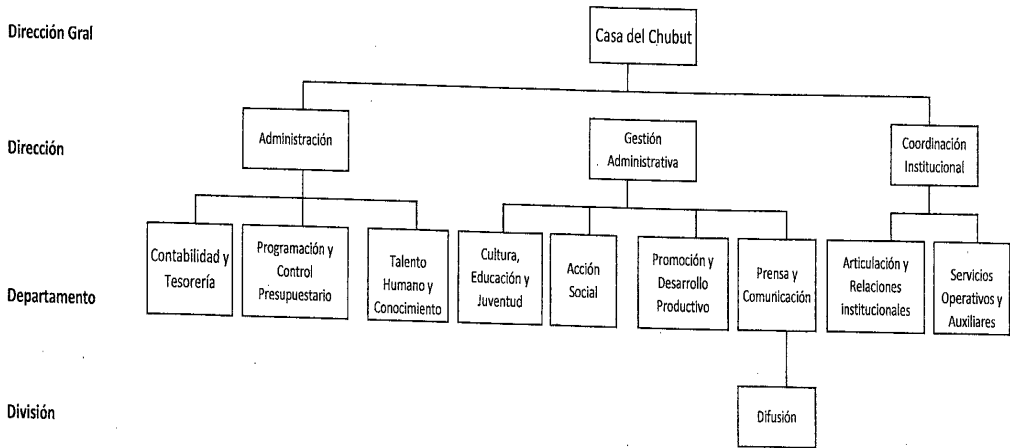 Dirección Gral
Casa del Chubut
Dirección
Administración
Gestión
Administrativa
Coordinación
Institucional
Departamento
Contabilidad y
Tesorería
Programación y
Control
Presupuestario
Talento
Humano y
Conocimiento
Cultura,
Educación y
Juventud
Acción
Social
Promoción y
Desarrollo
Productivo
Prensa y
Comunicación
Articulación y
Relaciones
institucionales
Servicios
Operativos y
Auxiliares
División
Difusión